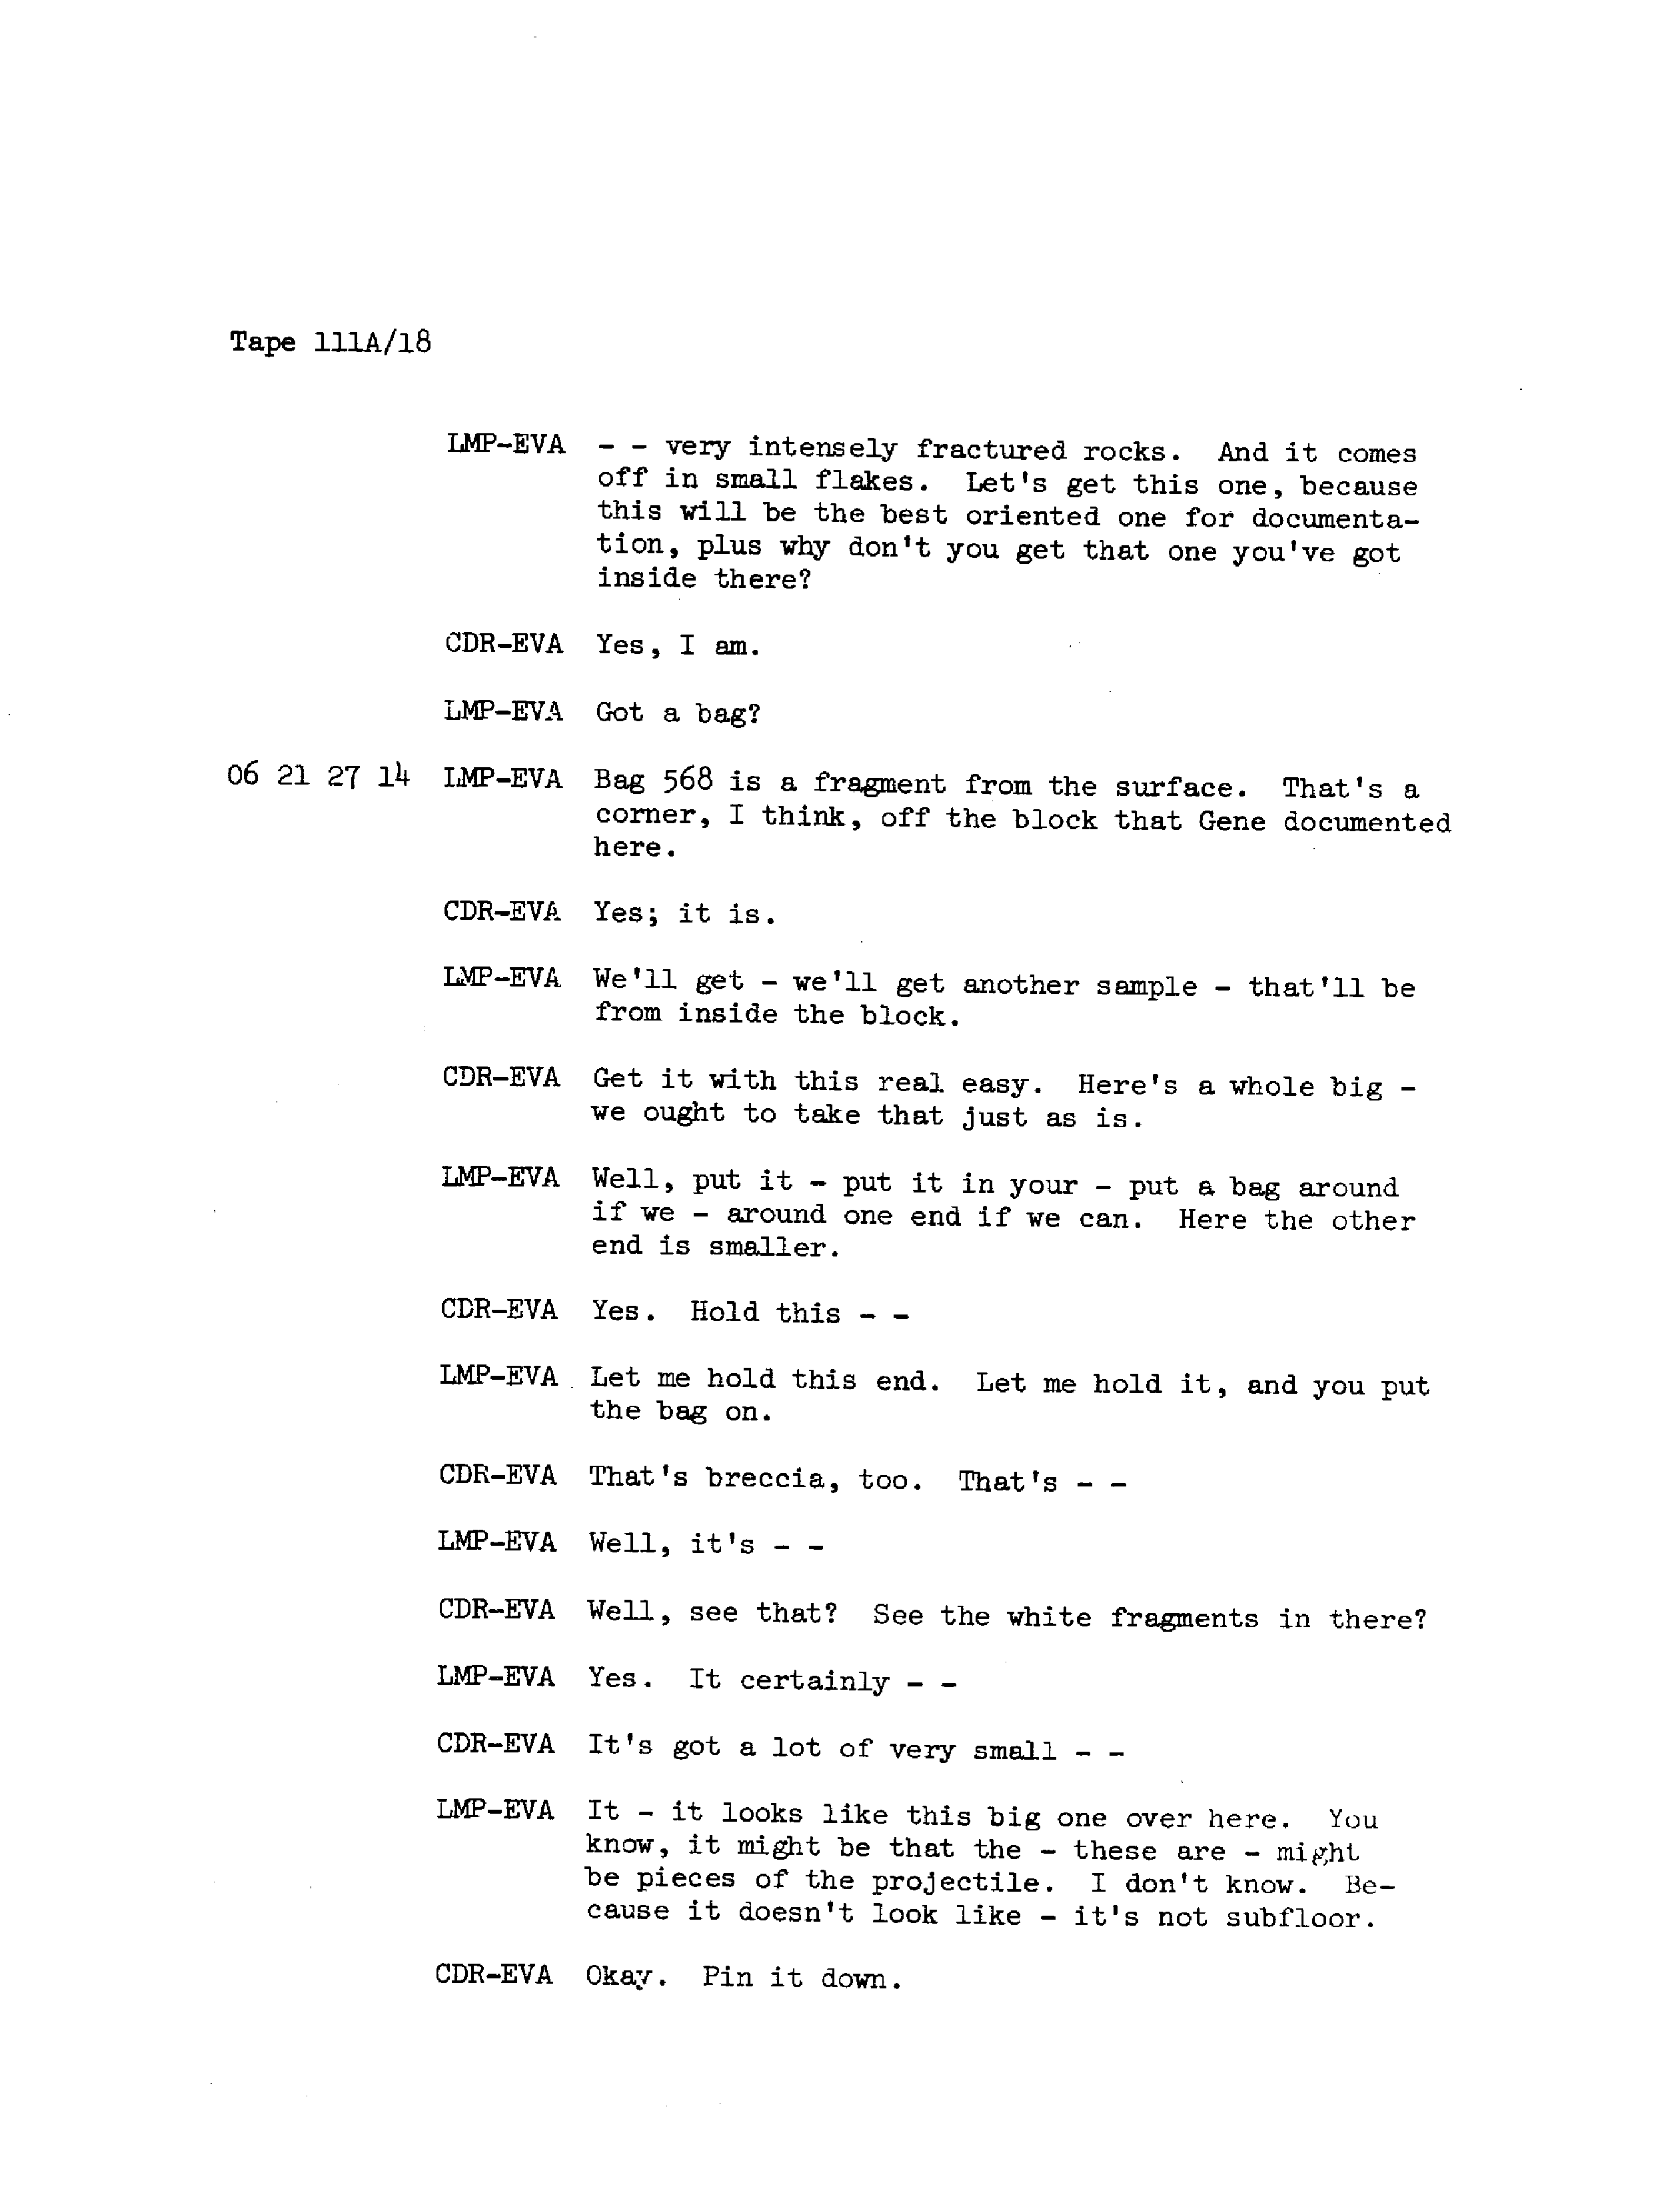 Tape 111A/18
LMP-EVA - - very intensely fractured rocks. And it comes
off in small flakes. Let's get this one, because
this will be the best oriented one for documenta-
tion, plus why don't you get that one you've got
inside there?
CDR-EVA Yes, I am.
LMP-EVA Got a bag?
06 21 27 14 LMP-EVA Bag 568 is a fragment from the surface. That's a
corner, I think, off the block that Gene documented
here.
CDR-EVA Yes; it is.
LMP-EVA We'll get - we'll get another sample - that'll be
from inside the block.
CDR-EVA Get it with this real easy. Here's a whole big -
we ought to take that just as is.
LMP-EVA Well, put it - put it in your - put a bag around
if we - around one end if we can. Here the other
end is smaller.
CDR-EVA Yes. Hold this - -
LMP-EVA Let me hold this end. Let me hold it, and you put
the bag on.
CDR-EVA That's breccia, too. That's - -
LMP-EVA Well, it's - -
CDR-EVA Well, see that? See the white fragments in there?
LMP-EVA Yes. It certainly - -
CDR-EVA It's got a lot of very small - -
LMP-EVA It - it looks like this big one over here. You
know, it might be that the - these are - might
be pieces of the projectile. I don't know. Be-
cause it doesn't look like - it's not subfloor.
CDR-EVA Okay. Pin it down.